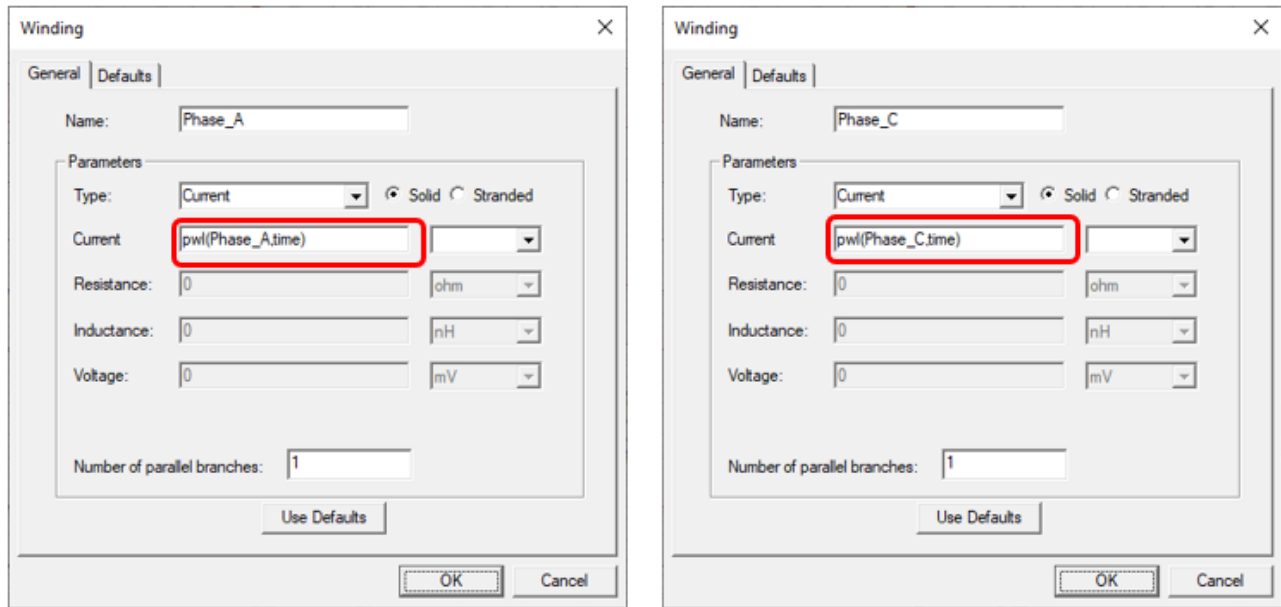 Winding
General Defaults
Name: Phase_A
Parameters
Type: Current Solid Stranded
Current pwl(Phase_A,time)
Resistance: 0 ohm
Inductance: 0 nH
Voltage: 0 mV
Number of parallel branches: 1
Use Defaults
OK Cancel
Winding
General Defaults
Name: Phase_C
Parameters
Type: Current Solid Stranded
Current pwl(Phase_C,time)
Resistance: 0 ohm
Inductance: 0 nH
Voltage: 0 mV
Number of parallel branches: 1
Use Defaults
OK Cancel